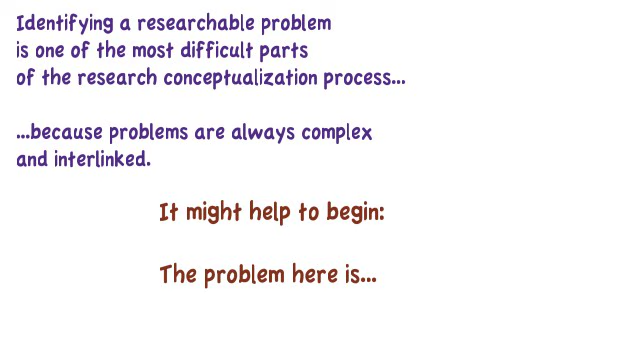 Identifying a researchable problem
is one of the most difficult parts
of the research conceptualization process...
...because problems are always complex
and interlinked.
It might help to begin:
The problem here is...